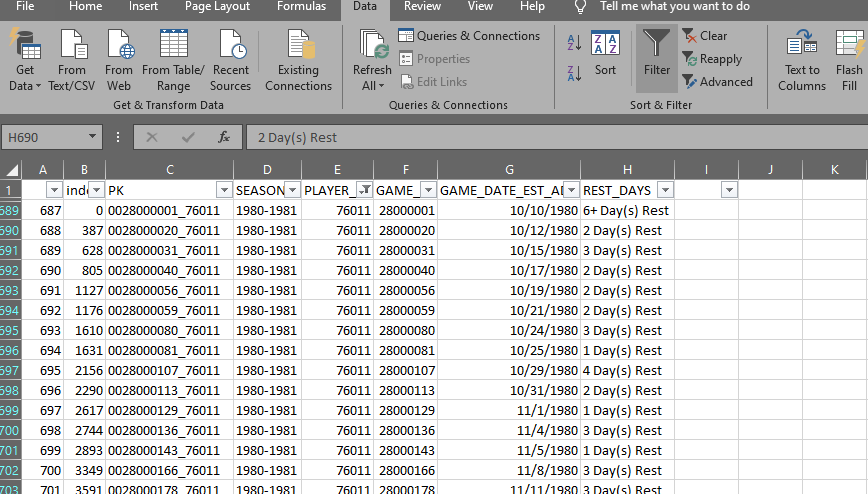 File Home Insert Page Layout Formulas Data Review View Help Tell me what you want to do
Get Data From Text/CSV From Web From Table/ Range Recent Sources Existing Connections
Refresh All Queries & Connections Properties Edit Links
Sort Filter Clear Reapply Advanced
Text to Columns Flash Fill
Get & Transform Data Queries & Connections Sort & Filter
H690 fx 2 Day(s) Rest
A B C D E F G H I J K
1 PK SEASON PLAYER_ GAME_ GAME_DATE_EST_AD REST_DAYS
689 687 0 0028000001_76011 1980-1981 76011 28000001 10/10/1980 6+ Day(s) Rest
690 688 387 0028000020_76011 1980-1981 76011 28000020 10/12/1980 2 Day(s) Rest
691 689 628 0028000031_76011 1980-1981 76011 28000031 10/15/1980 3 Day(s) Rest
692 690 805 0028000040_76011 1980-1981 76011 28000040 10/17/1980 2 Day(s) Rest
693 691 1127 0028000056_76011 1980-1981 76011 28000056 10/19/1980 2 Day(s) Rest
694 692 1176 0028000059_76011 1980-1981 76011 28000059 10/21/1980 2 Day(s) Rest
695 693 1610 0028000080_76011 1980-1981 76011 28000080 10/24/1980 3 Day(s) Rest
696 694 1631 0028000081_76011 1980-1981 76011 28000081 10/25/1980 1 Day(s) Rest
697 695 2156 0028000107_76011 1980-1981 76011 28000107 10/29/1980 4 Day(s) Rest
698 696 2290 0028000113_76011 1980-1981 76011 28000113 10/31/1980 2 Day(s) Rest
699 697 2617 0028000129_76011 1980-1981 76011 28000129 11/1/1980 1 Day(s) Rest
700 698 2744 0028000136_76011 1980-1981 76011 28000136 11/4/1980 3 Day(s) Rest
701 699 2893 0028000143_76011 1980-1981 76011 28000143 11/5/1980 1 Day(s) Rest
702 700 3349 0028000166_76011 1980-1981 76011 28000166 11/8/1980 3 Day(s) Rest
703 701 3591 0028000178_76011 1980-1981 76011 28000178 11/11/1980 3 Day(s) Rest